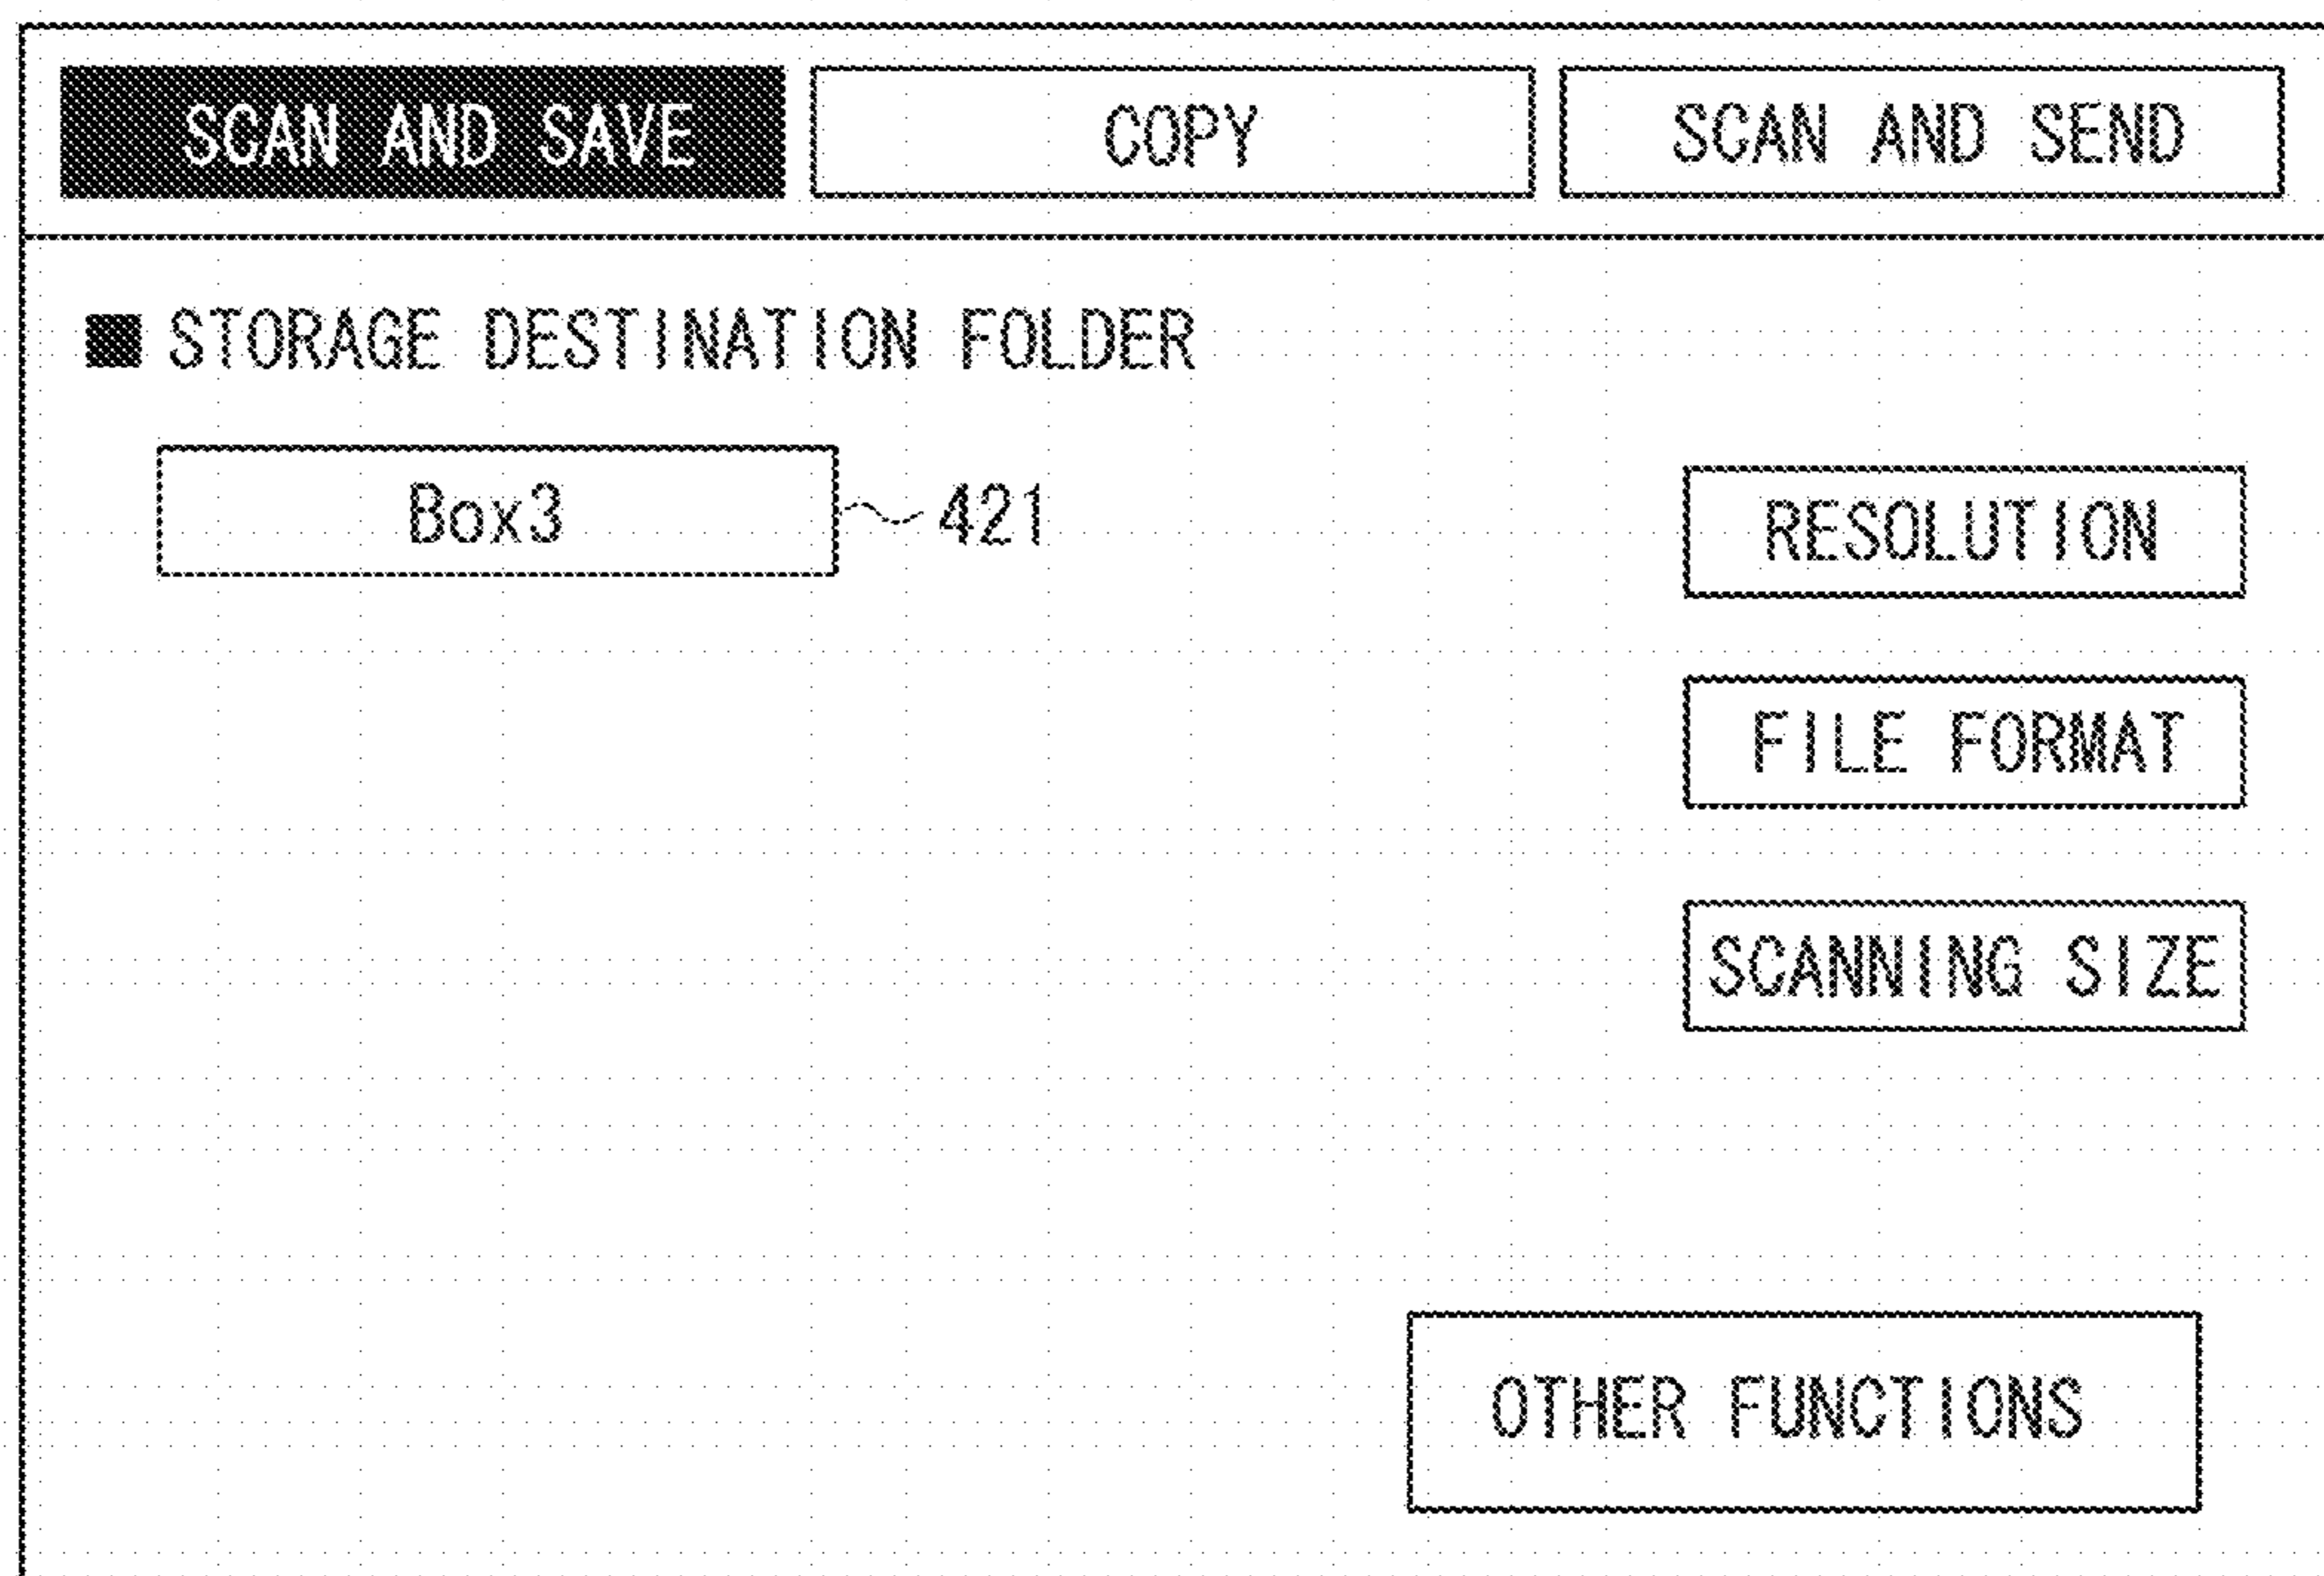 SCAN AND SAVE COPY SCAN AND SEND
■ STORAGE DESTINATION FOLDER
Box3 421
RESOLUTION
FILE FORMAT
SCANNING SIZE
OTHER FUNCTIONS